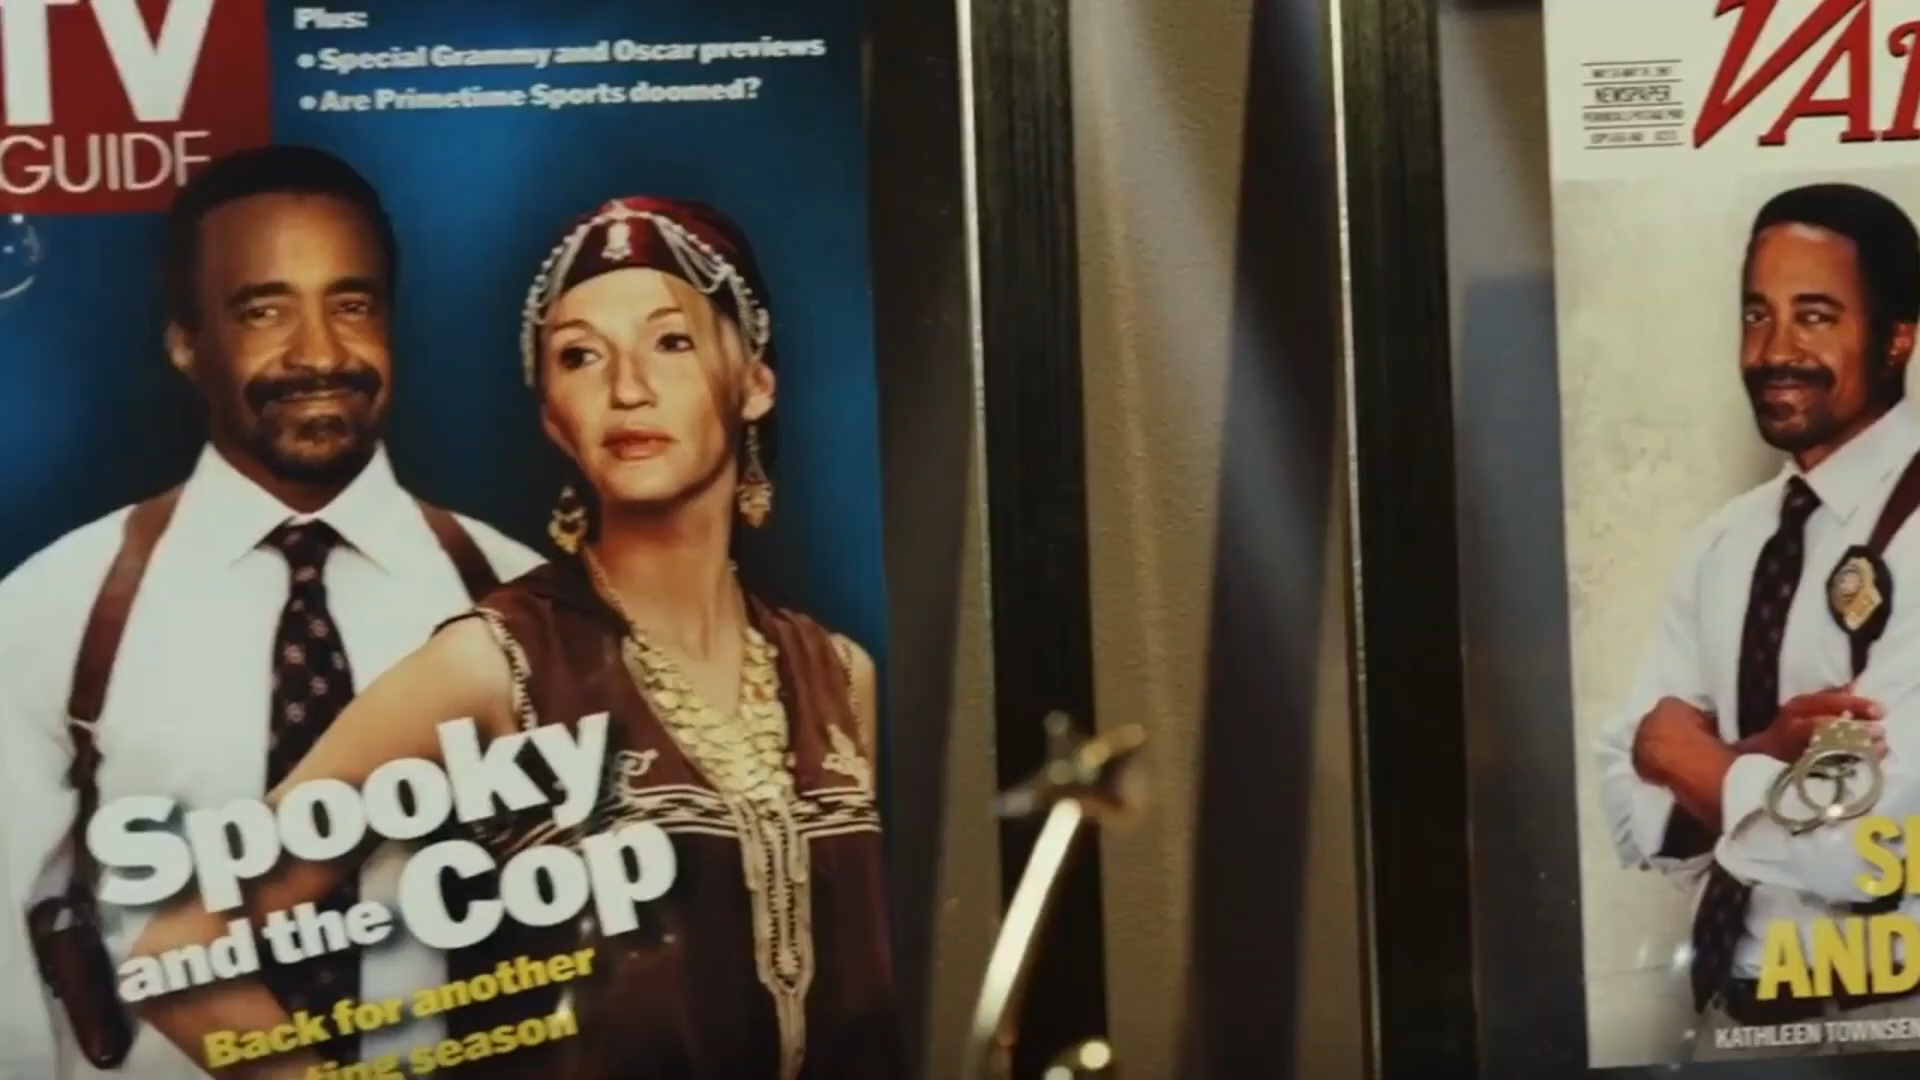 TV
GUIDE
Plus:
• Special Grammy and Oscar previews
• Are Primetime Sports doomed?
Spooky
and the Cop
Back for another
season
NEWSPAPER
AND
KATHLEEN